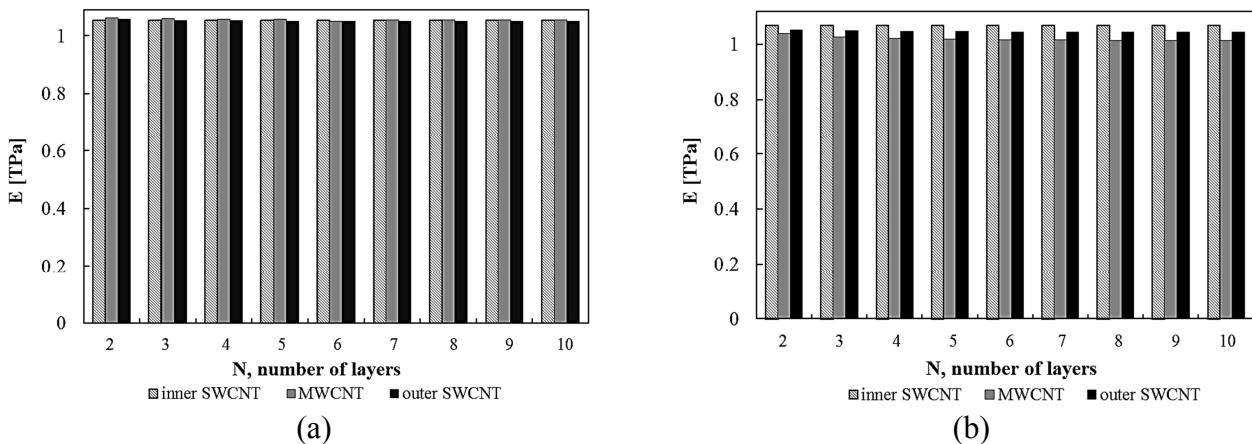 E [TPa]
1
0.8
0.6
0.4
0.2
0
2 3 4 5 6 7 8 9 10
N, number of layers
inner SWCNT MWCNT outer SWCNT
(a)
E [TPa]
1
0.8
0.6
0.4
0.2
0
2 3 4 5 6 7 8 9 10
N, number of layers
inner SWCNT MWCNT outer SWCNT
(b)